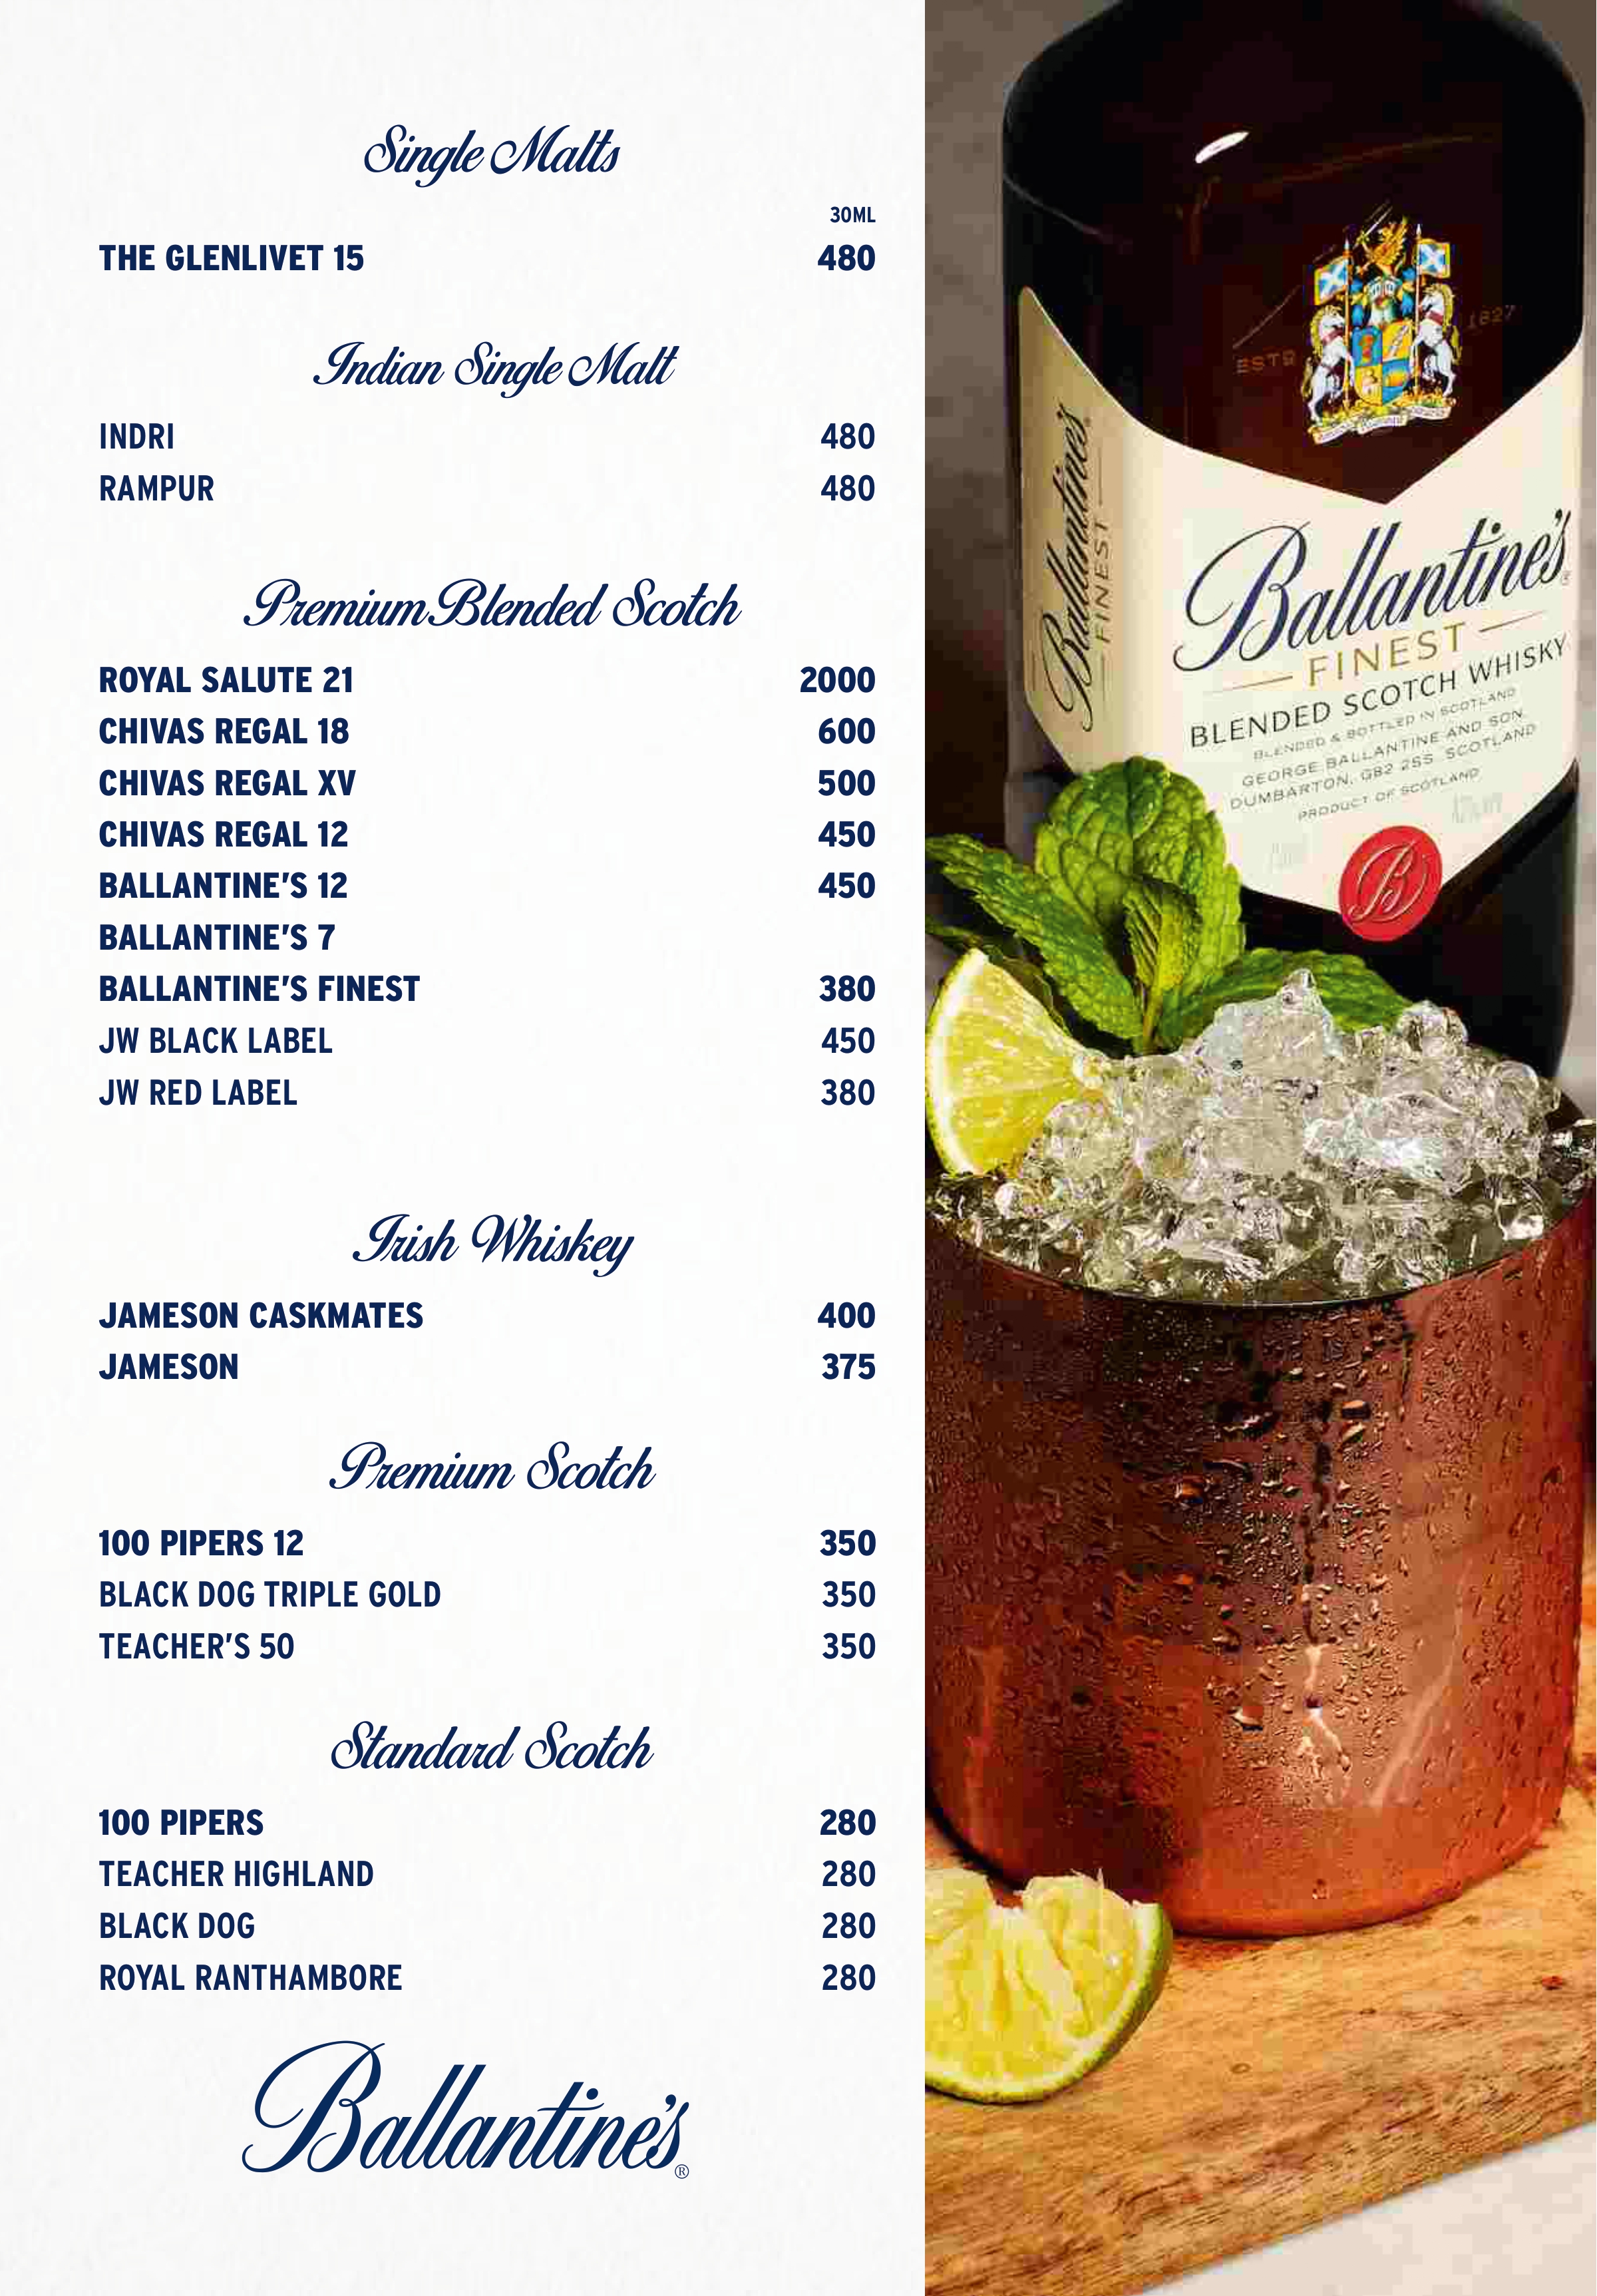 Single Malts
30ML
THE GLENLIVET 15 480
Indian Single Malt
INDRI 480
RAMPUR 480
Premium Blended Scotch
ROYAL SALUTE 21 2000
CHIVAS REGAL 18 600
CHIVAS REGAL XV 500
CHIVAS REGAL 12 450
BALLANTINE'S 12 450
BALLANTINE'S 7
BALLANTINE'S FINEST 380
JW BLACK LABEL 450
JW RED LABEL 380
Irish Whiskey
JAMESON CASKMATES 400
JAMESON 375
Premium Scotch
100 PIPERS 12 350
BLACK DOG TRIPLE GOLD 350
TEACHER'S 50 350
Standard Scotch
100 PIPERS 280
TEACHER HIGHLAND 280
BLACK DOG 280
ROYAL RANTHAMBORE 280
Ballantine's®
ESTD 1827
Ballantine's
FINEST
Ballantine's®
FINEST
BLENDED SCOTCH WHISKY
BLENDED & BOTTLED IN SCOTLAND
GEORGE BALLANTINE AND SON
DUMBARTON, G82 2SS. SCOTLAND
PRODUCT OF SCOTLAND
B